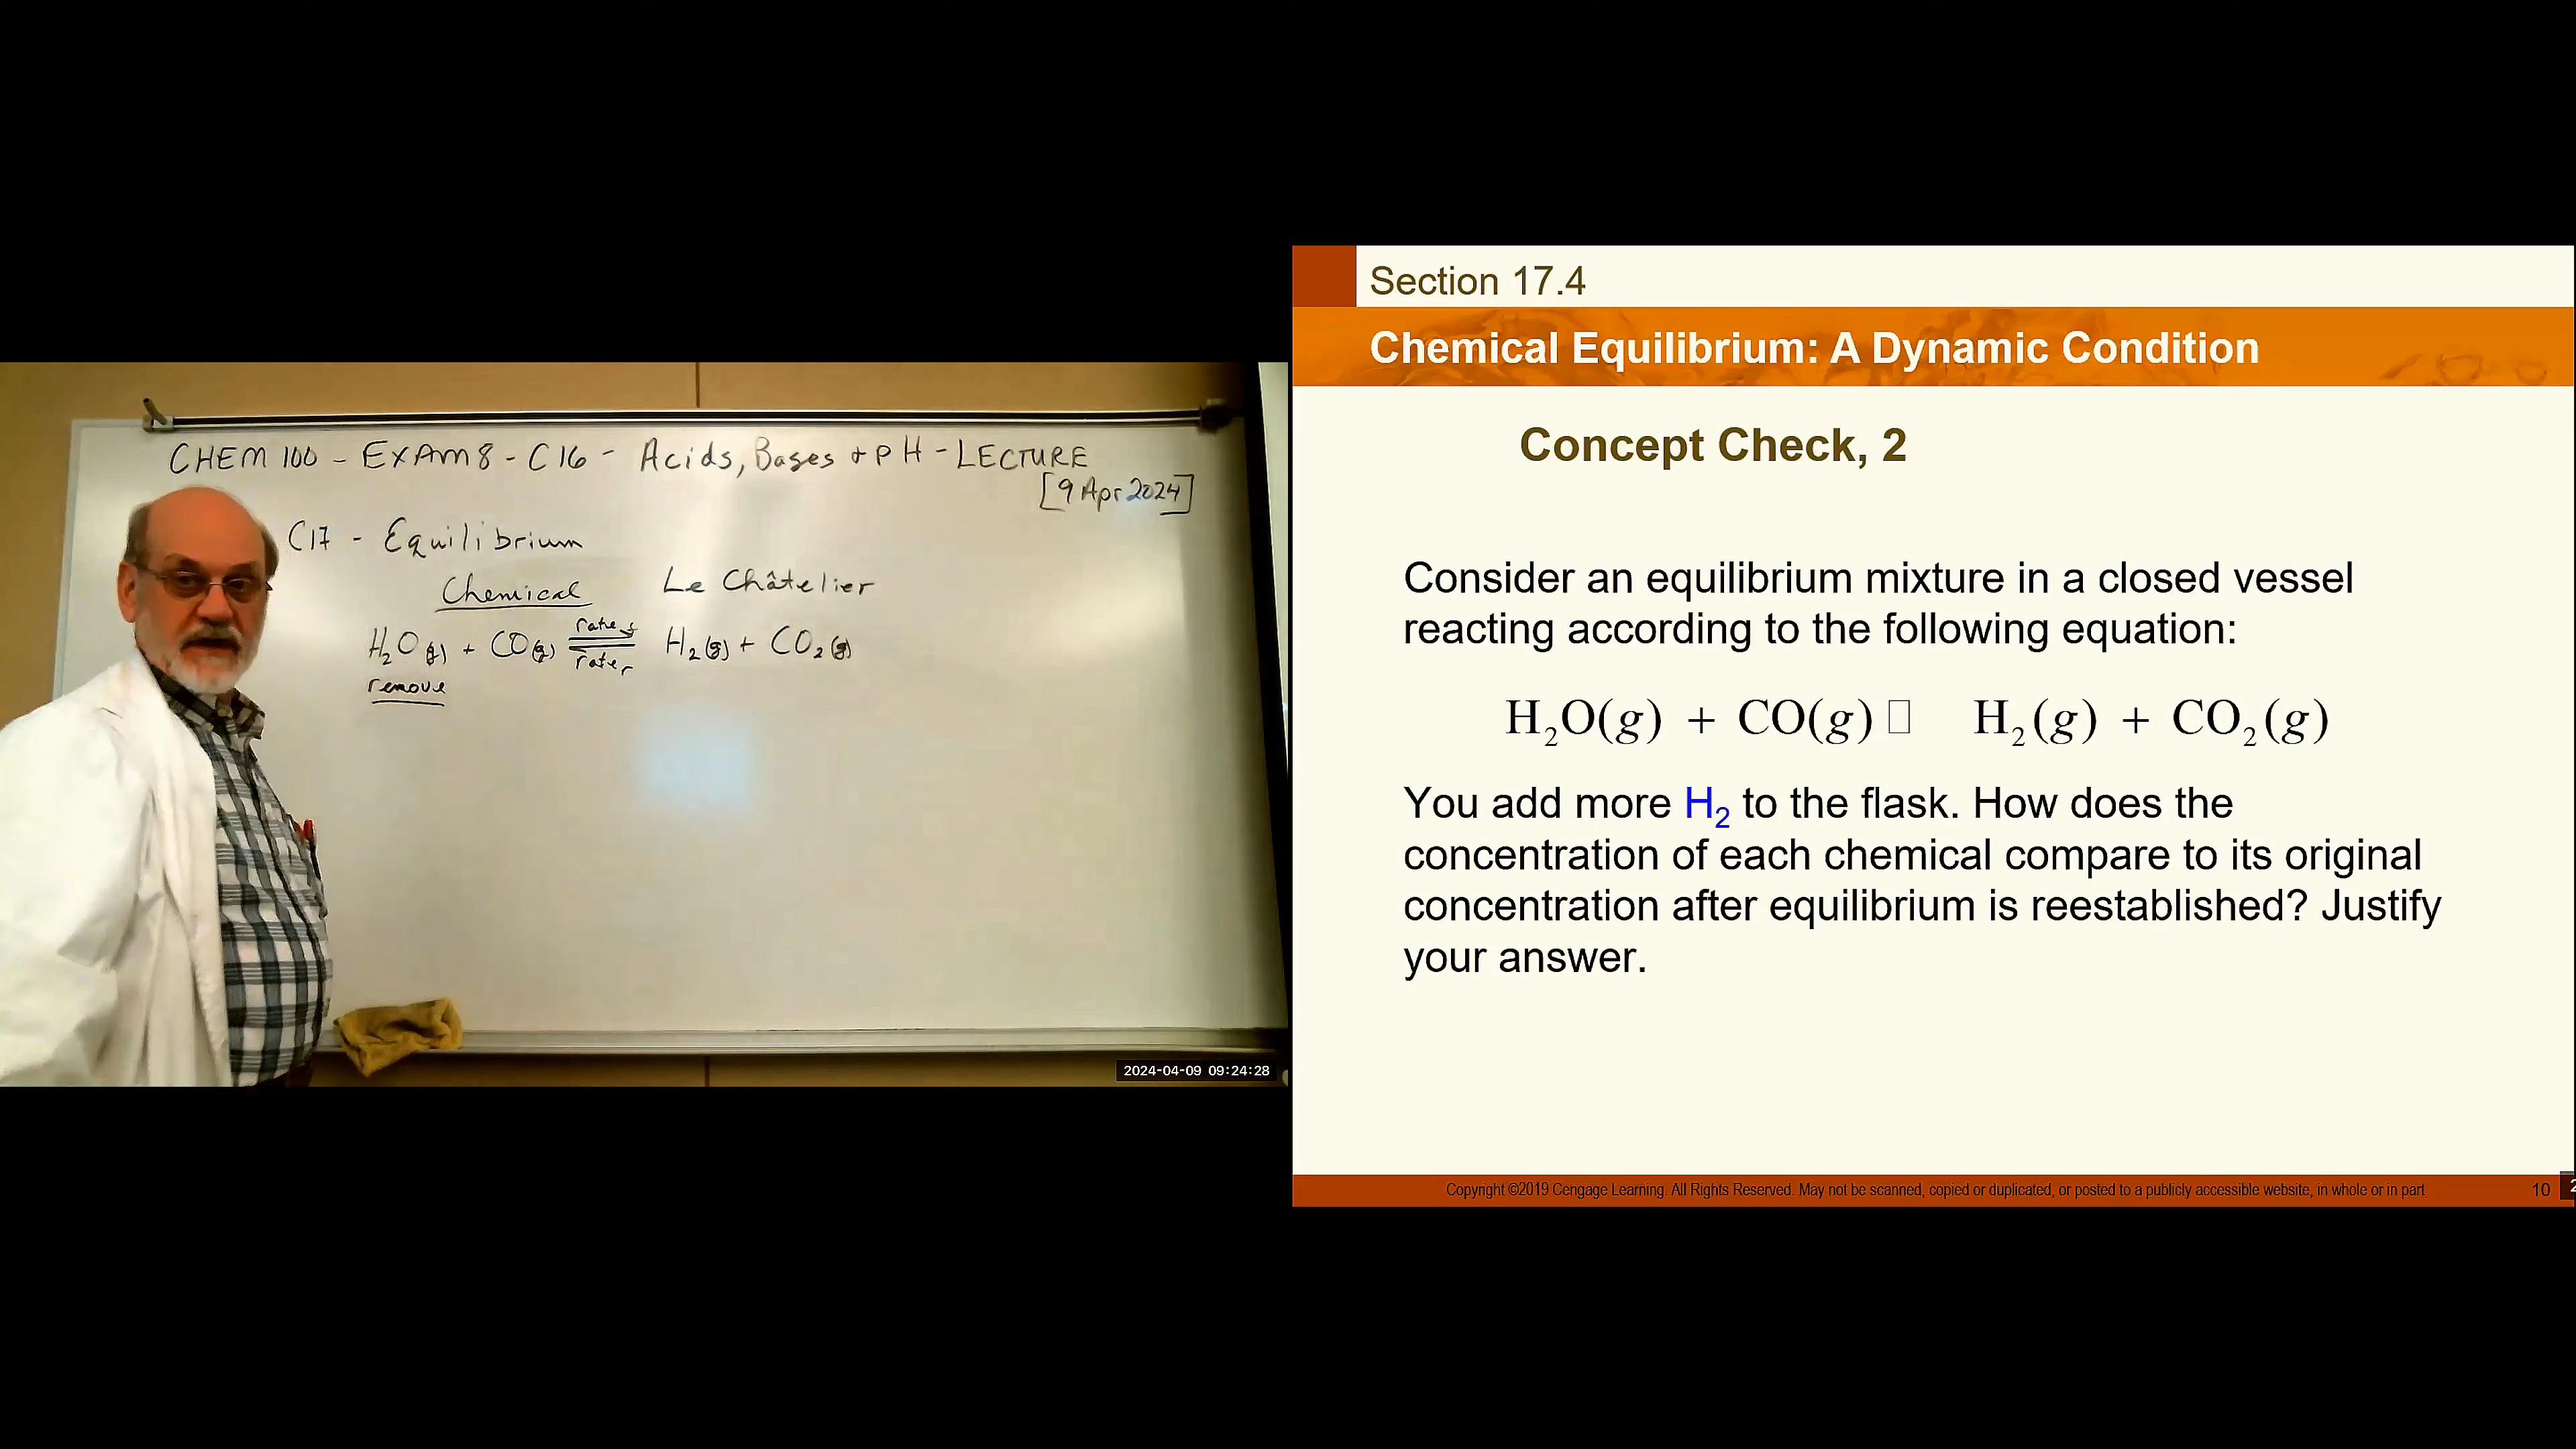 CHEM 100 - EXAM 8 - C16 - Acids, Bases + pH - LECTURE
[9 Apr 2024]
C17 - Equilibrium
Chemical Le Châtelier
rate f
H₂O(g) + CO(g) ⇌ H₂(g) + CO₂(g)
rate r
remove
2024-04-09 09:24:28
Section 17.4
Chemical Equilibrium: A Dynamic Condition
Concept Check, 2
Consider an equilibrium mixture in a closed vessel
reacting according to the following equation:
H₂O(g) + CO(g) □ H₂(g) + CO₂(g)
You add more H₂ to the flask. How does the
concentration of each chemical compare to its original
concentration after equilibrium is reestablished? Justify
your answer.
Copyright ©2019 Cengage Learning. All Rights Reserved. May not be scanned, copied or duplicated, or posted to a publicly accessible website, in whole or in part 10